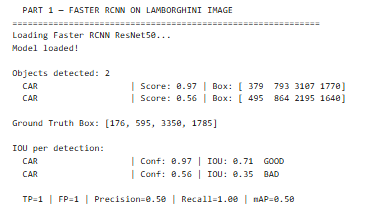 PART 1 — FASTER RCNN ON LAMBORGHINI IMAGE
============================================================
Loading Faster RCNN ResNet50...
Model loaded!
Objects detected: 2
CAR | Score: 0.97 | Box: [ 379 793 3107 1770]
CAR | Score: 0.56 | Box: [ 495 864 2195 1640]
Ground Truth Box: [176, 595, 3350, 1785]
IOU per detection:
CAR | Conf: 0.97 | IOU: 0.71 GOOD
CAR | Conf: 0.56 | IOU: 0.35 BAD
TP=1 | FP=1 | Precision=0.50 | Recall=1.00 | mAP=0.50